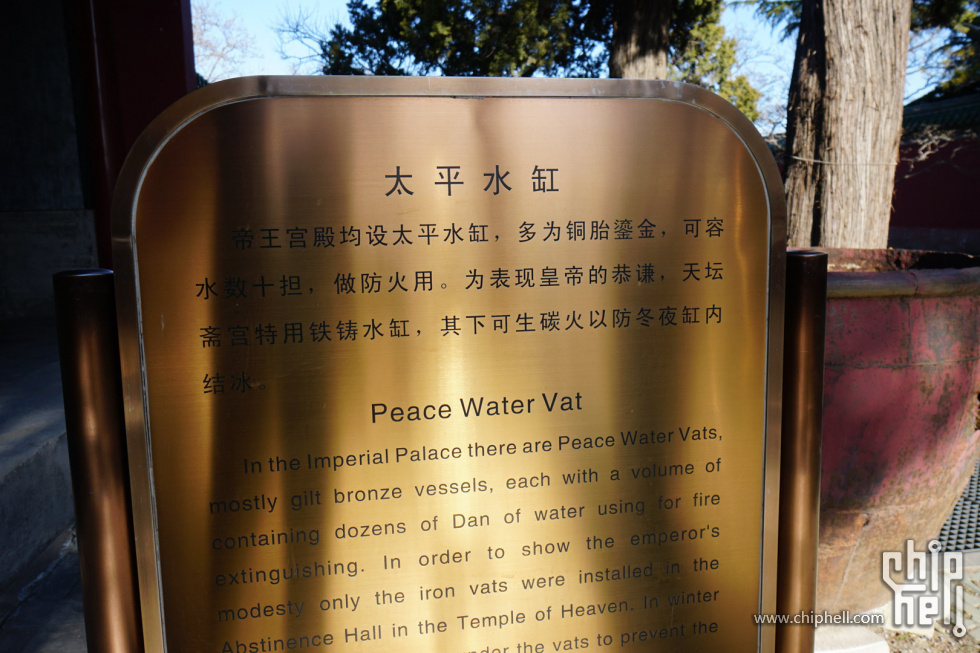 太平水缸
帝王宫殿均设太平水缸，多为铜胎鎏金，可容
水数十担，做防火用。为表现皇帝的恭谦，天坛
斋宫特用铁铸水缸，其下可生碳火以防冬夜缸内
结冰。
Peace Water Vat
In the Imperial Palace there are Peace Water Vats,
mostly gilt bronze vessels, each with a volume of
containing dozens of Dan of water using for fire
extinguishing. In order to show the emperor's
modesty only the iron vats were installed in the
Abstinence Hall in the Temple of Heaven. In winter
under the vats to prevent the
chip
hell
www.chiphell.com